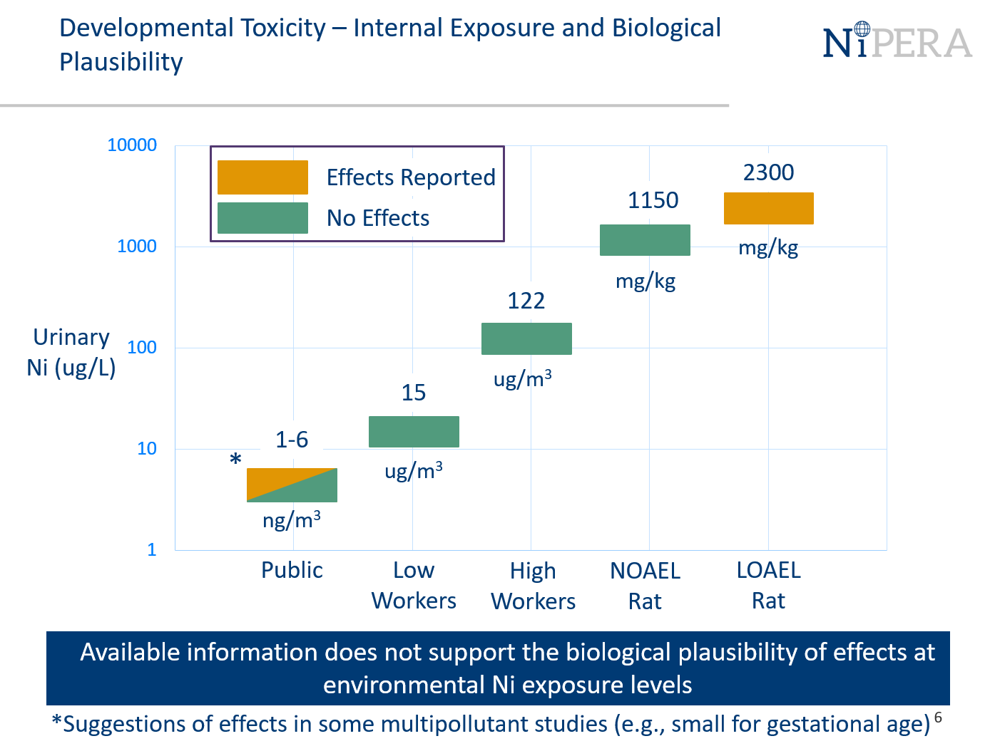 Developmental Toxicity – Internal Exposure and Biological
Plausibility
NiPERA
10000
1000
100
10
1
Urinary
Ni (ug/L)
Effects Reported
No Effects
*
1-6
ng/m³
15
ug/m³
122
ug/m³
1150
mg/kg
2300
mg/kg
Public
Low
Workers
High
Workers
NOAEL
Rat
LOAEL
Rat
Available information does not support the biological plausibility of effects at
environmental Ni exposure levels
*Suggestions of effects in some multipollutant studies (e.g., small for gestational age)
6